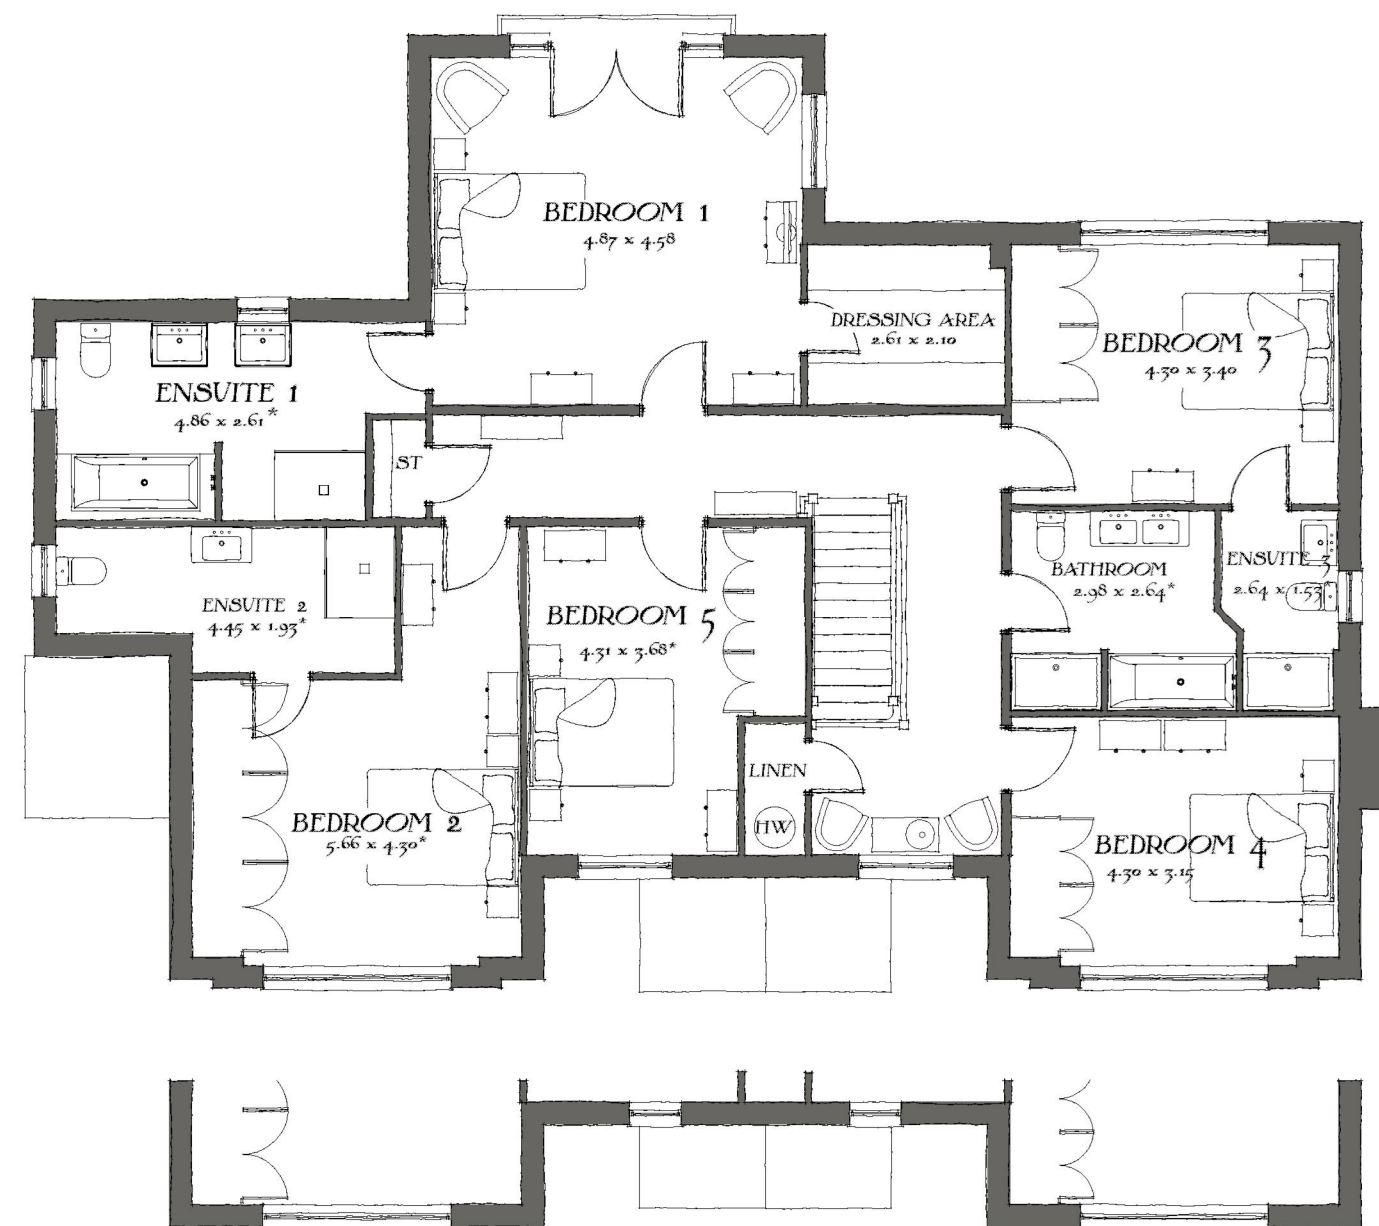 BEDROOM 1
4.87 x 4.58
DRESSING AREA
2.61 x 2.10
BEDROOM 3
4.30 x 3.40
ENSUITE 1
4.86 x 2.61*
ST
ENSUITE 2
4.45 x 1.93*
BEDROOM 5
4.31 x 3.68*
BATHROOM
2.98 x 2.64*
ENSUITE 3
2.64 x 1.53*
LINEN
HW
BEDROOM 2
5.66 x 4.30*
BEDROOM 4
4.30 x 3.15